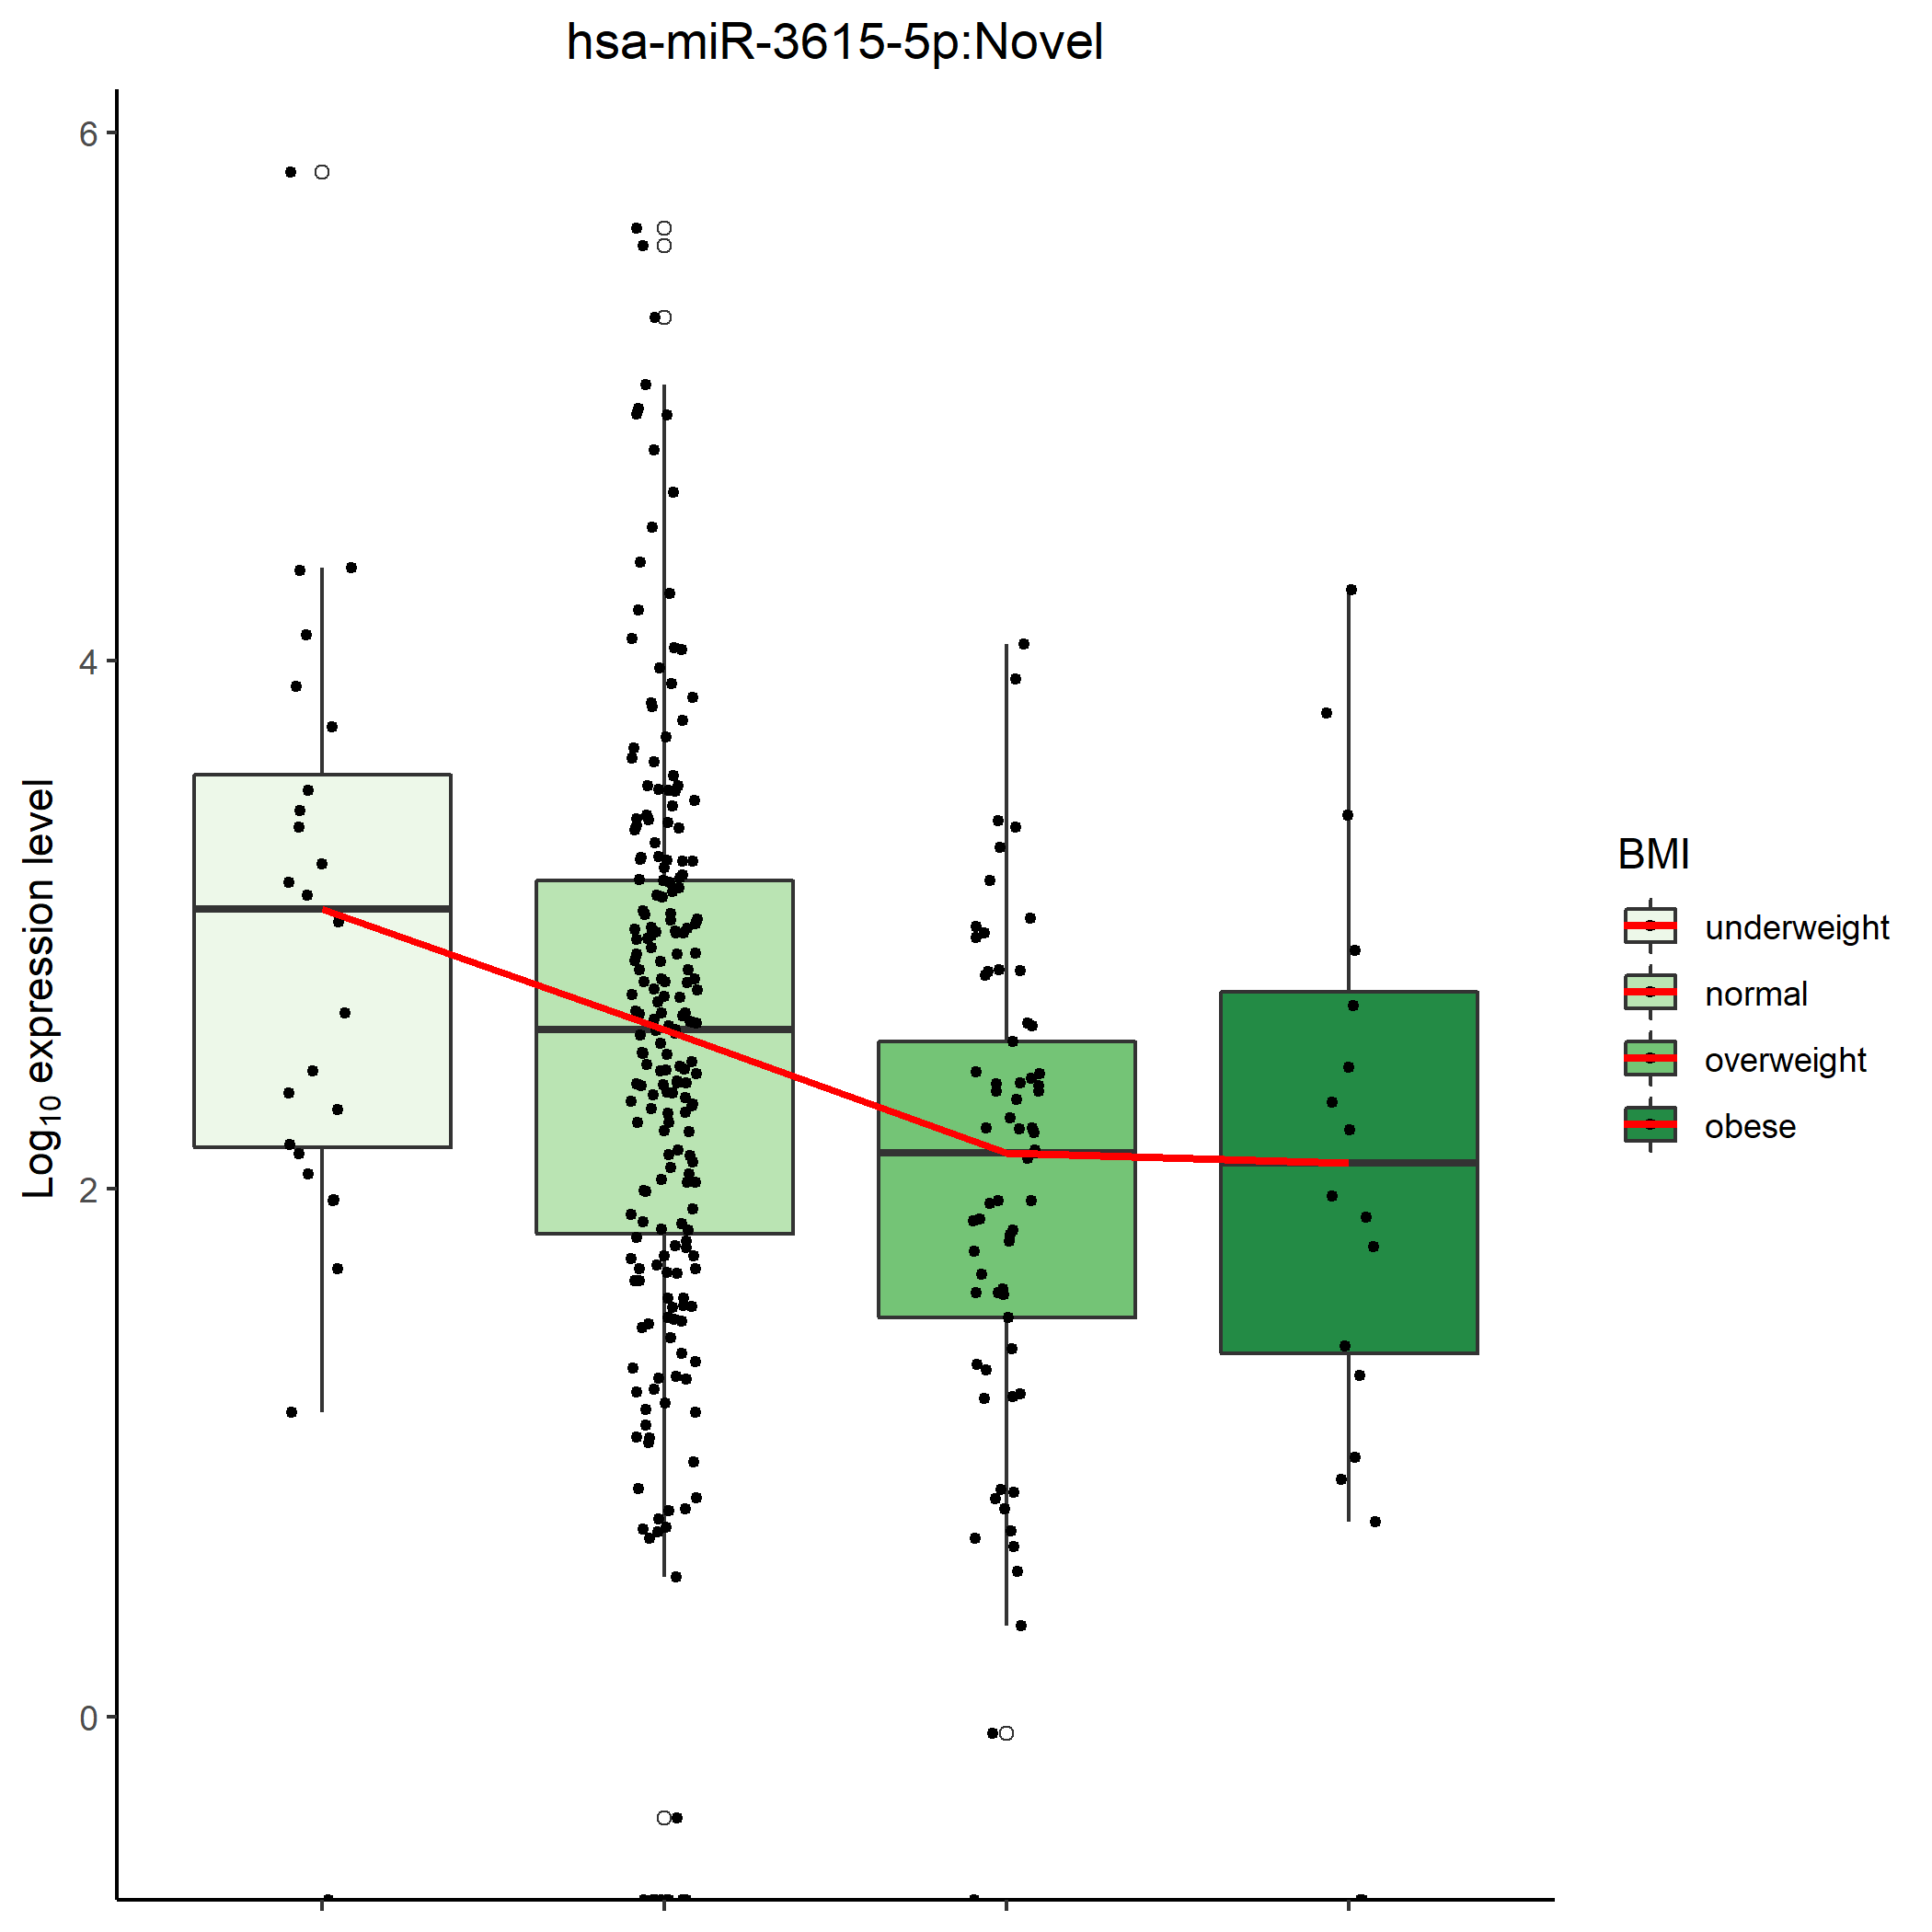 hsa-miR-3615-5p:Novel
6
4
2
0
Log10 expression level
BMI
underweight
normal
overweight
obese